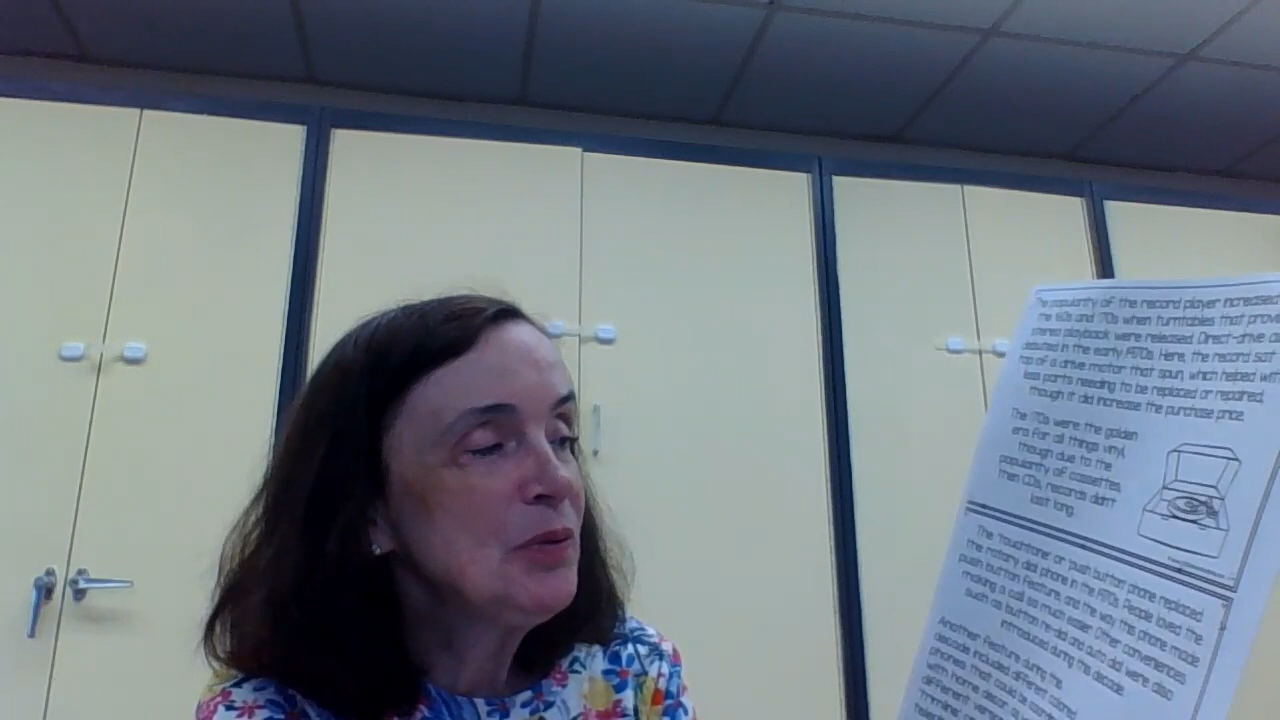 The popularity of the record player increased
the '60s and '70s when turntables that prov
stereo playback were released. Direct-drive
debuted in the early 1970s. Here, the record sat
top of a drive motor that spun, which helped wit
less parts needing to be replaced or repaired,
though it did increase the purchase price.
The '70s were the golden
era for all things vinyl,
though due to the
popularity of cassettes,
then CDs, records didn't
last long.
The 'touchtone' or 'push button' phone replaced
the rotary dial phone in the 1970s. People loved the
push button feature, and the way this phone made
making a call so much easier. Other conveniences
such as button re-dial and auto dial were also
introduced during the decade.
Another feature during the
decade included different colored
phones that could be
with home decor
different
'trimline'